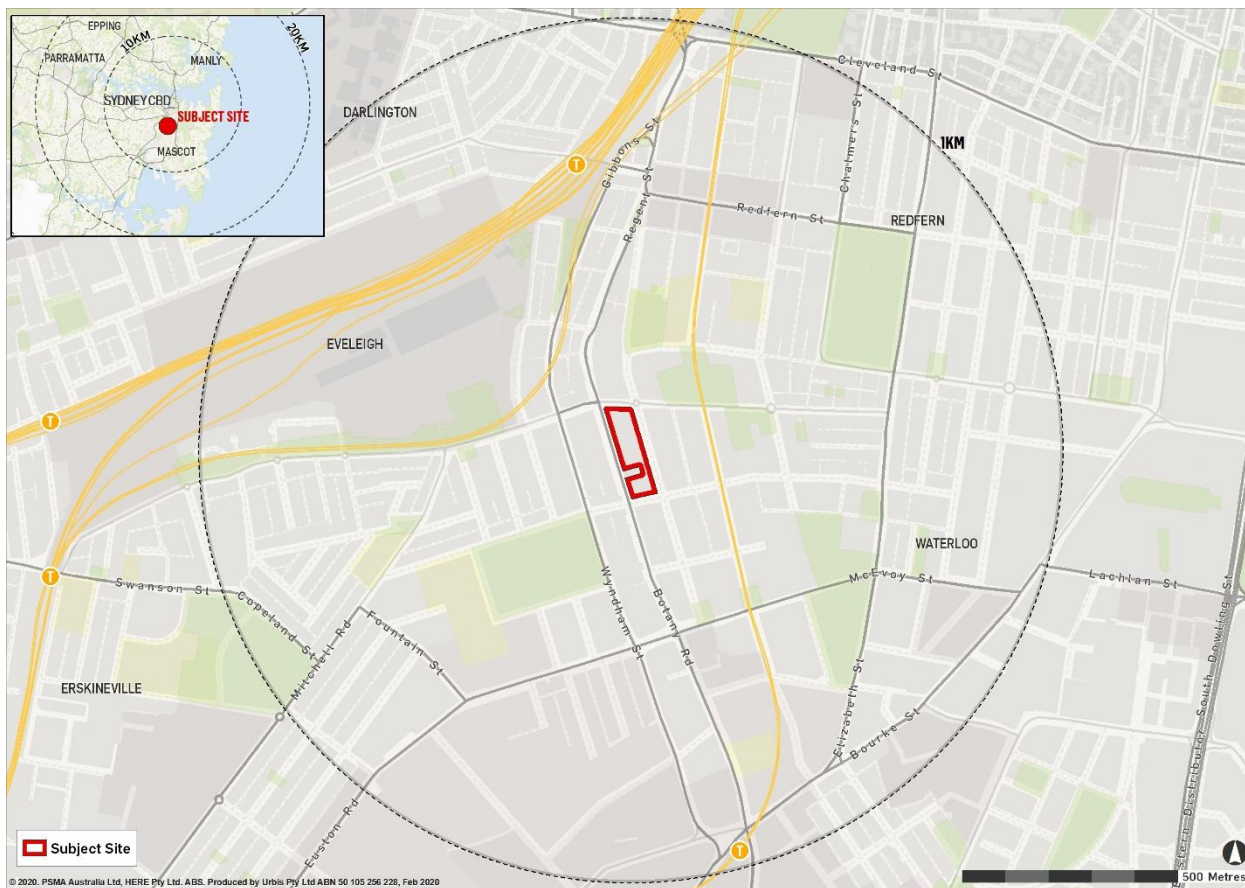 EPPING
10KM
20KM
PARRAMATTA
MANLY
SYDNEY CBD
SUBJECT SITE
MASCOT
DARLINGTON
Cleveland St
Gibbons St
Chalmers St
1KM
T
Regent St
Redfern St
REDFERN
EVELEIGH
T
WATERLOO
T
Swanson St
Copeland St
Mitchell Rd
Fountain St
Wyndham St
Botany Rd
McEvoy St
Lachlan St
ERSKINEVILLE
Elizabeth St
Bourke St
Eastern Distributor South Dowling St
Euston Rd
T
Subject Site
500 Metres
© 2020. PSMA Australia Ltd, HERE Pty Ltd. ABS. Produced by Urbis Pty Ltd ABN 50 105 256 228, Feb 2020